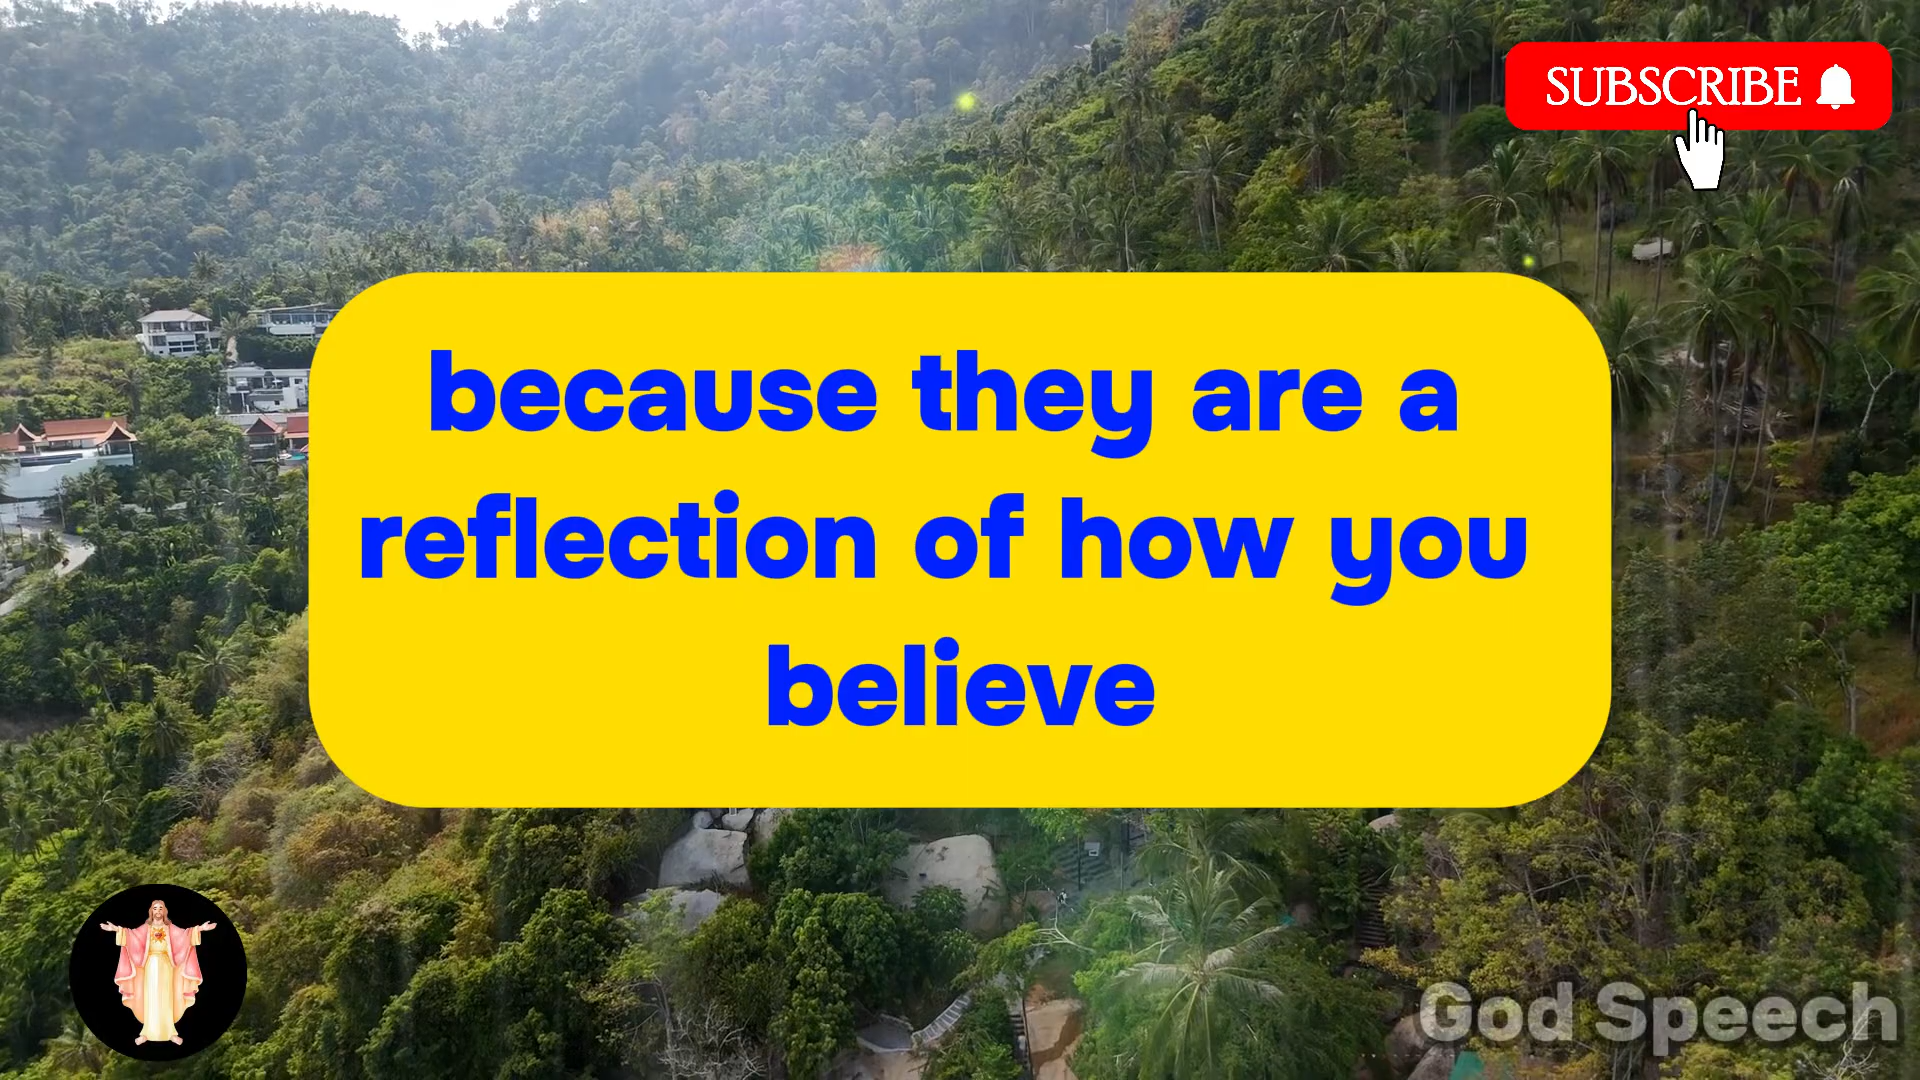 SUBSCRIBE
because they are a
reflection of how you
believe
God Speech